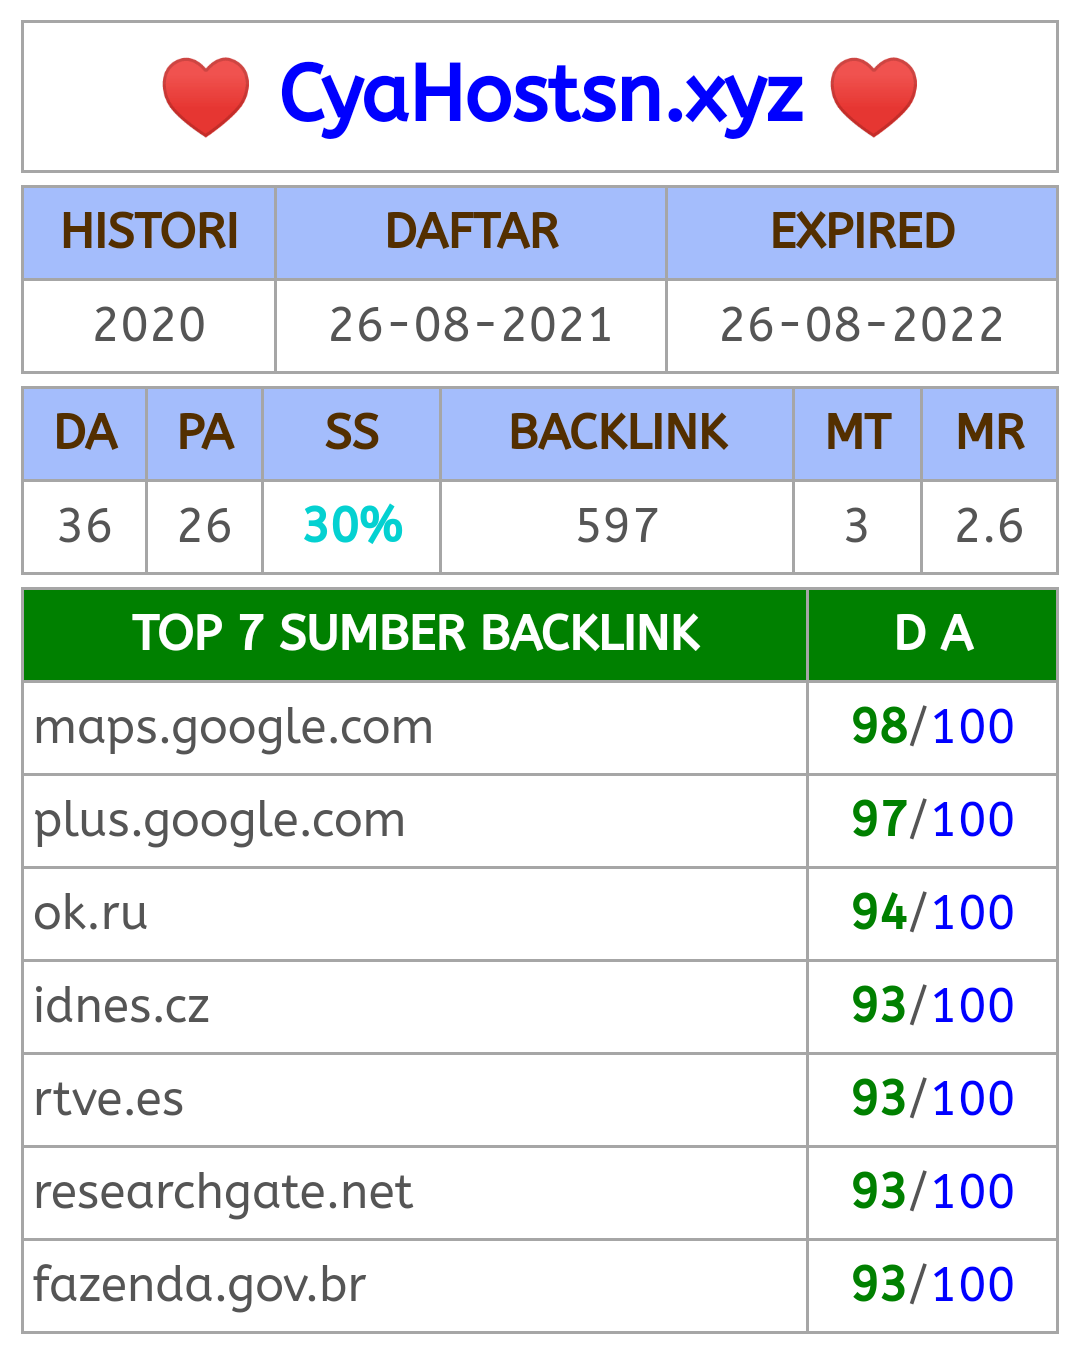 CyaHostsn.xyz
HISTORI DAFTAR EXPIRED
2020 26-08-2021 26-08-2022
DA PA SS BACKLINK MT MR
36 26 30% 597 3 2.6
TOP 7 SUMBER BACKLINK D A
maps.google.com 98/100
plus.google.com 97/100
ok.ru 94/100
idnes.cz 93/100
rtve.es 93/100
researchgate.net 93/100
fazenda.gov.br 93/100